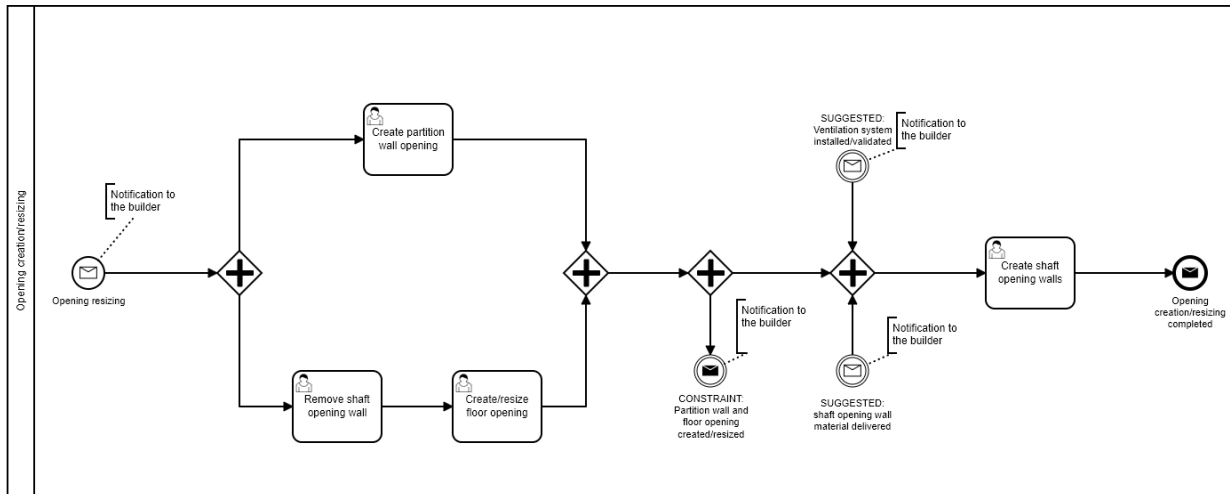 Opening creation/resizing
Notification to
the builder
Opening resizing
Create partition
wall opening
Remove shaft
opening wall
Create/resize
floor opening
Notification to
the builder
CONSTRAINT:
Partition wall and
floor opening
created/resized
SUGGESTED:
Ventilation system
installed/validated
Notification to
the builder
Notification to
the builder
SUGGESTED:
shaft opening wall
material delivered
Create shaft
opening walls
Opening
creation/resizing
completed